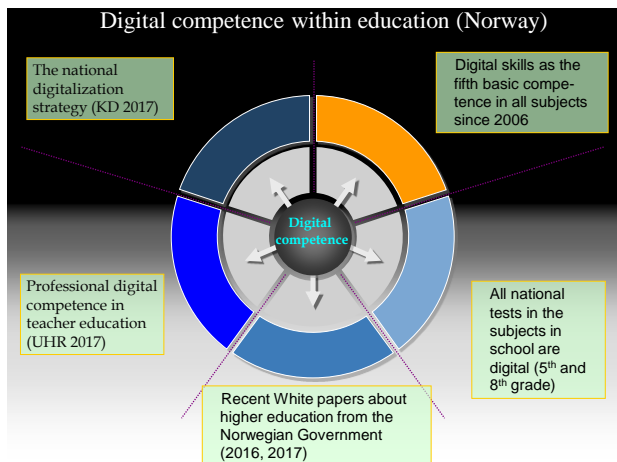 Digital competence within education (Norway)
The national
digitalization
strategy (KD 2017)
Digital skills as the
fifth basic compe-
tence in all subjects
since 2006
Digital
competence
Professional digital
competence in
teacher education
(UHR 2017)
All national
tests in the
subjects in
school are
digital (5th and
8th grade)
Recent White papers about
higher education from the
Norwegian Government
(2016, 2017)